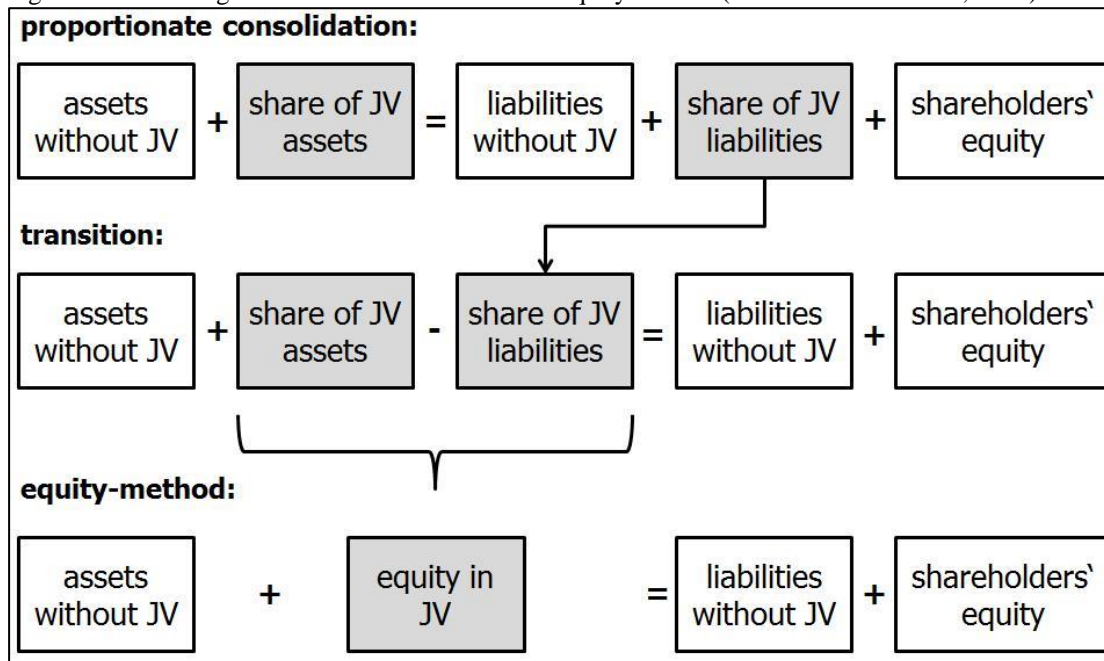 proportionate consolidation:
assets without JV + share of JV assets = liabilities without JV + share of JV liabilities + shareholders‘ equity
transition:
assets without JV + share of JV assets - share of JV liabilities = liabilities without JV + shareholders‘ equity
equity-method:
assets without JV + equity in JV = liabilities without JV + shareholders‘ equity